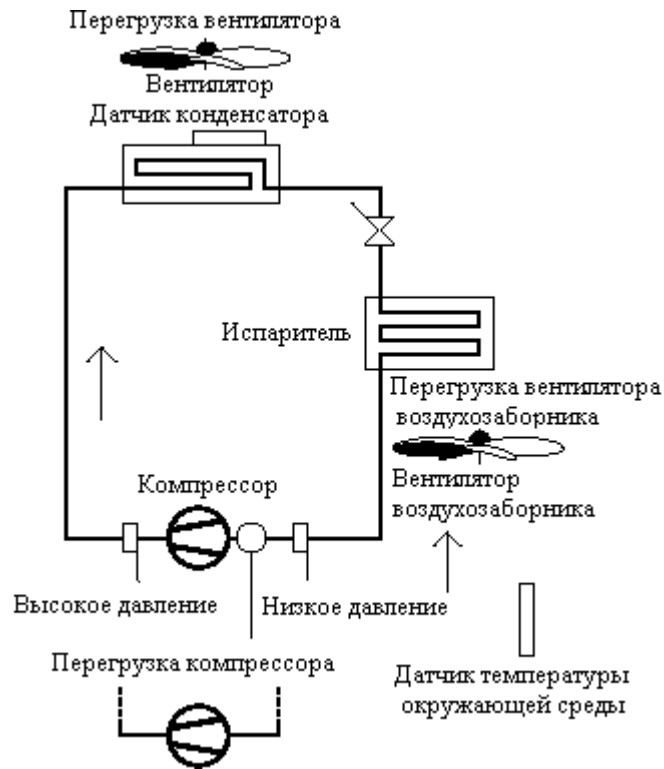 Перегрузка вентилятора
Вентилятор
Датчик конденсатора
Испаритель
Перегрузка вентилятора
воздухозаборника
Вентилятор
воздухозаборника
Компрессор
Высокое давление
Низкое давление
Перегрузка компрессора
Датчик температуры
окружающей среды